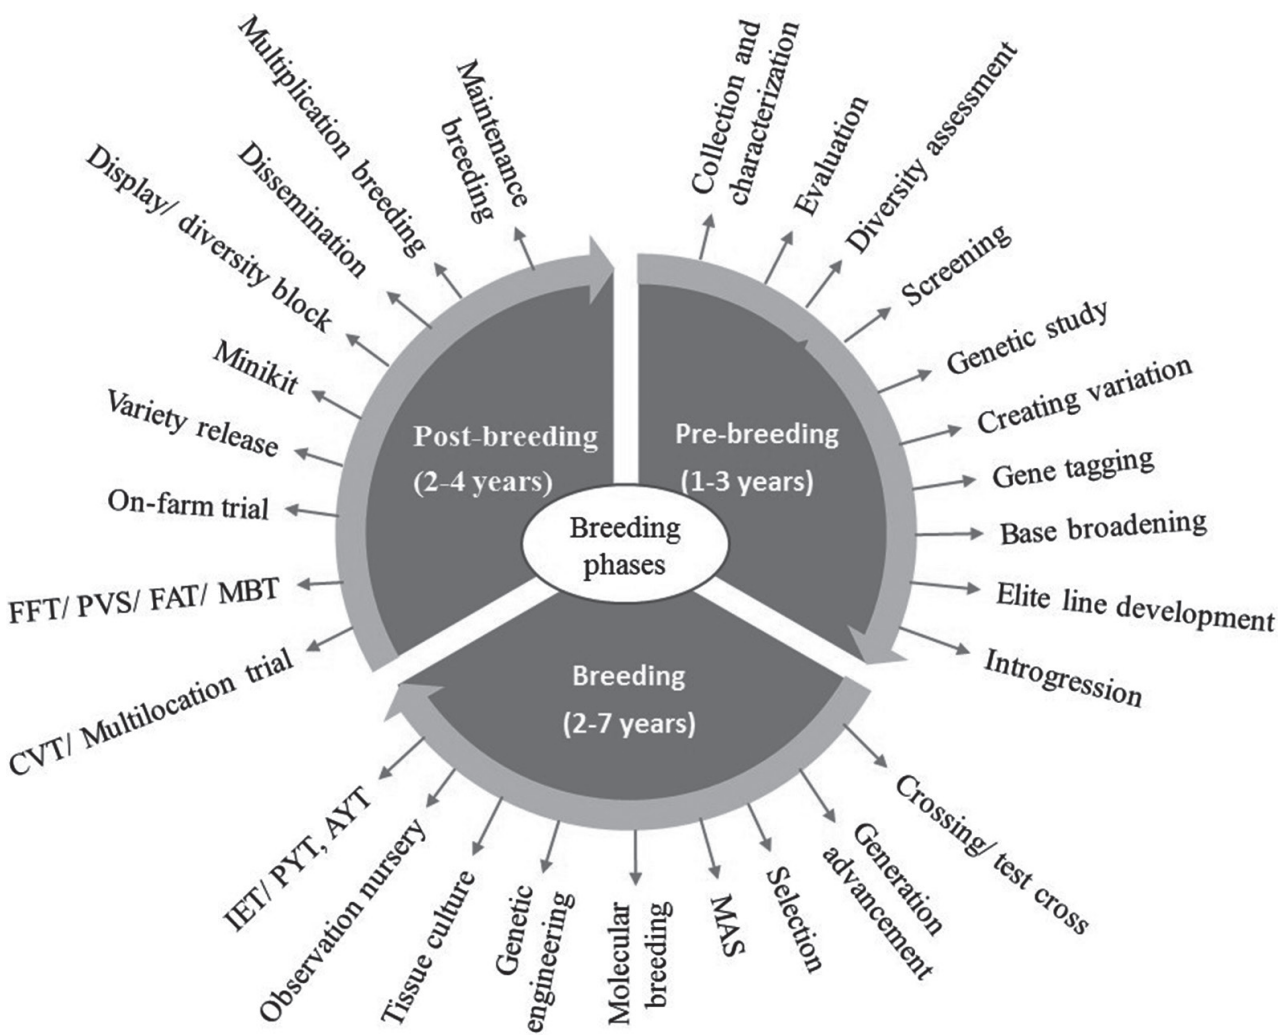 Breeding
phases
Pre-breeding
(1-3 years)
Collection and
characterization
Evaluation
Diversity assessment
Screening
Genetic study
Creating variation
Gene tagging
Base broadening
Elite line development
Introgression
Breeding
(2-7 years)
Crossing/ test cross
Generation
advancement
Selection
MAS
Molecular
breeding
Genetic
engineering
Tissue culture
Observation nursery
IET/ PYT, AYT
Post-breeding
(2-4 years)
CVT/ Multilocation trial
FFT/ PVS/ FAT/ MBT
On-farm trial
Variety release
Minikit
Display/ diversity block
Dissemination
Multiplication breeding
Maintenance
breeding